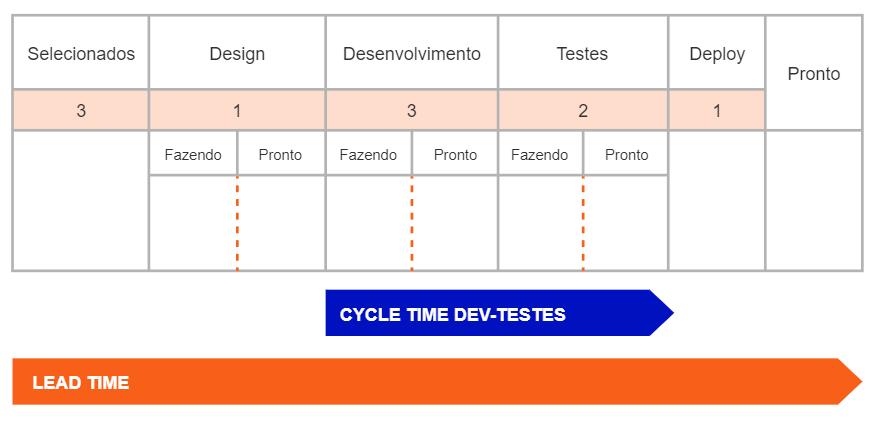 Selecionados Design Desenvolvimento Testes Deploy Pronto
3 1 3 2 1
Fazendo Pronto Fazendo Pronto Fazendo Pronto
CYCLE TIME DEV-TESTES
LEAD TIME